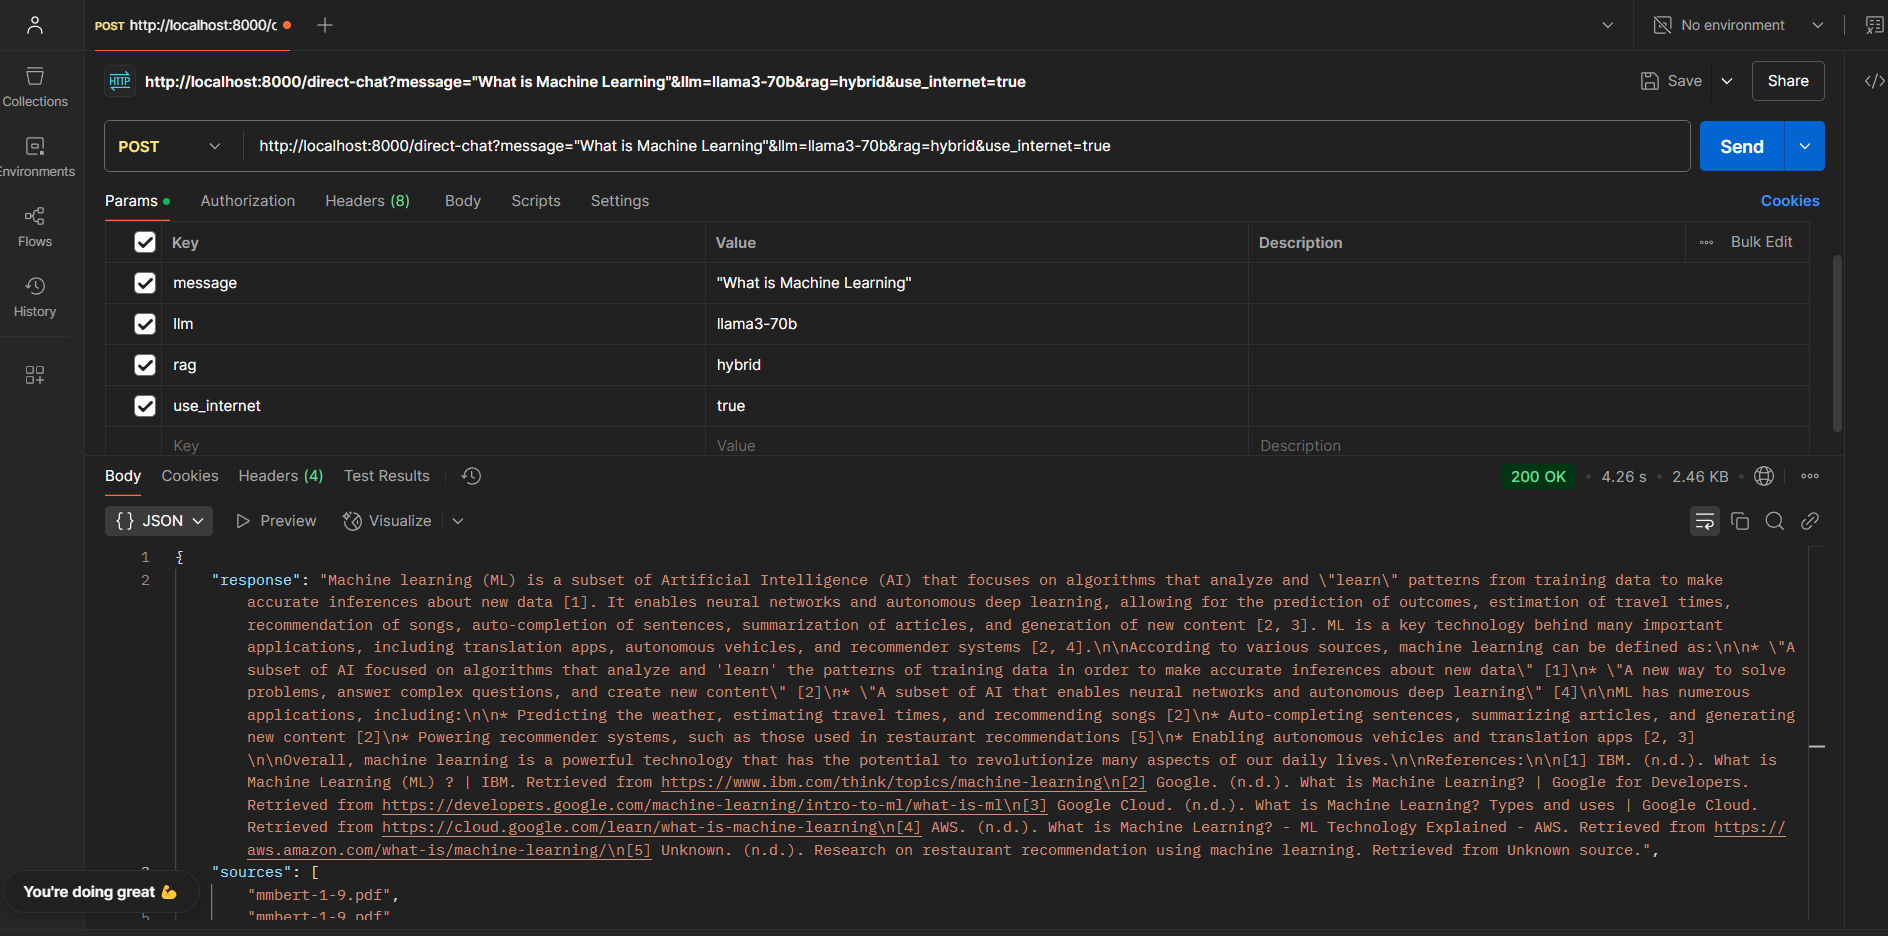 POST http://localhost:8000/c
No environment
Collections
Environments
Flows
History
http://localhost:8000/direct-chat?message="What is Machine Learning"&llm=llama3-70b&rag=hybrid&use_internet=true
Save
Share
POST
http://localhost:8000/direct-chat?message="What is Machine Learning"&llm=llama3-70b&rag=hybrid&use_internet=true
Send
Params Authorization Headers (8) Body Scripts Settings
Cookies
Key Value Description Bulk Edit
message "What is Machine Learning"
llm llama3-70b
rag hybrid
use_internet true
Key Value Description
Body Cookies Headers (4) Test Results
200 OK 4.26 s 2.46 KB
{} JSON Preview Visualize
1 {
2 "response": "Machine learning (ML) is a subset of Artificial Intelligence (AI) that focuses on algorithms that analyze and \"learn\" patterns from training data to make
accurate inferences about new data [1]. It enables neural networks and autonomous deep learning, allowing for the prediction of outcomes, estimation of travel times,
recommendation of songs, auto-completion of sentences, summarization of articles, and generation of new content [2, 3]. ML is a key technology behind many important
applications, including translation apps, autonomous vehicles, and recommender systems [2, 4].\n\nAccording to various sources, machine learning can be defined as:\n\n* \"A
subset of AI focused on algorithms that analyze and 'learn' the patterns of training data in order to make accurate inferences about new data\" [1]\n* \"A new way to solve
problems, answer complex questions, and create new content\" [2]\n* \"A subset of AI that enables neural networks and autonomous deep learning\" [4]\n\nML has numerous
applications, including:\n\n* Predicting the weather, estimating travel times, and recommending songs [2]\n* Auto-completing sentences, summarizing articles, and generating
new content [2]\n* Powering recommender systems, such as those used in restaurant recommendations [5]\n* Enabling autonomous vehicles and translation apps [2, 3]
\n\nOverall, machine learning is a powerful technology that has the potential to revolutionize many aspects of our daily lives.\n\nReferences:\n\n[1] IBM. (n.d.). What is
Machine Learning (ML) ? | IBM. Retrieved from https://www.ibm.com/think/topics/machine-learning\n[2] Google. (n.d.). What is Machine Learning? | Google for Developers.
Retrieved from https://developers.google.com/machine-learning/intro-to-ml/what-is-ml\n[3] Google Cloud. (n.d.). What is Machine Learning? Types and uses | Google Cloud.
Retrieved from https://cloud.google.com/learn/what-is-machine-learning\n[4] AWS. (n.d.). What is Machine Learning? - ML Technology Explained - AWS. Retrieved from https://
aws.amazon.com/what-is/machine-learning/\n[5] Unknown. (n.d.). Research on restaurant recommendation using machine learning. Retrieved from Unknown source.",
"sources": [
You're doing great 💪
"mmbert-1-9.pdf",
5 "mmbert-1-9.pdf"